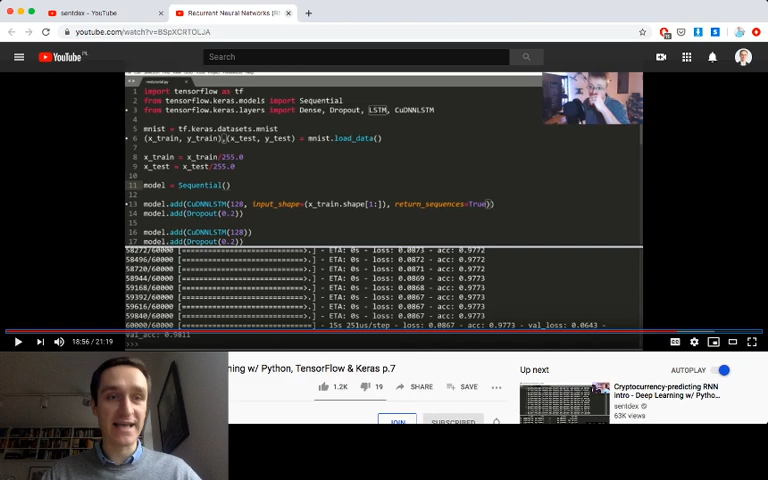 sentdex - YouTube
Recurrent Neural Networks (R
youtube.com/watch?v=BSpXCRTOLJA
YouTube
Search
import tensorflow as tf
from tensorflow.keras.models import Sequential
from tensorflow.keras.layers import Dense, Dropout, LSTM, CuDNNLSTM
mnist = tf.keras.datasets.mnist
(x_train, y_train),(x_test, y_test) = mnist.load_data()
x_train = x_train/255.0
x_test = x_test/255.0
model = Sequential()
model.add(CuDNNLSTM(128, input_shape=(x_train.shape[1:]), return_sequences=True))
model.add(Dropout(0.2))
model.add(CuDNNLSTM(128))
model.add(Dropout(0.2))
58272/60000 [============================>.] - ETA: 0s - loss: 0.0873 - acc: 0.9772
58496/60000 [============================>.] - ETA: 0s - loss: 0.0871 - acc: 0.9772
58720/60000 [============================>.] - ETA: 0s - loss: 0.0871 - acc: 0.9773
58944/60000 [============================>.] - ETA: 0s - loss: 0.0869 - acc: 0.9773
59168/60000 [============================>.] - ETA: 0s - loss: 0.0868 - acc: 0.9773
59392/60000 [============================>.] - ETA: 0s - loss: 0.0867 - acc: 0.9773
59616/60000 [============================>.] - ETA: 0s - loss: 0.0867 - acc: 0.9773
59840/60000 [============================>.] - ETA: 0s - loss: 0.0867 - acc: 0.9773
60000/60000 [==============================] - 15s 251us/step - loss: 0.0867 - acc: 0.9773 - val_loss: 0.0643 -
val_acc: 0.9811
>>>
18:56 / 21:19
ning w/ Python, TensorFlow & Keras p.7
1.2K 19 SHARE SAVE
JOIN SUBSCRIBED
Up next
AUTOPLAY
Cryptocurrency-predicting RNN
intro - Deep Learning w/ Pytho...
sentdex
63K views